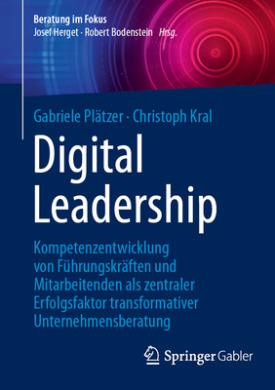 Beratung im Fokus
Josef Herget · Robert Bodenstein Hrsg.
Gabriele Plätzer · Christoph Kral
Digital
Leadership
Kompetenzentwicklung
von Führungskräften und
Mitarbeitenden als zentraler
Erfolgsfaktor transformativer
Unternehmensberatung
Springer Gabler